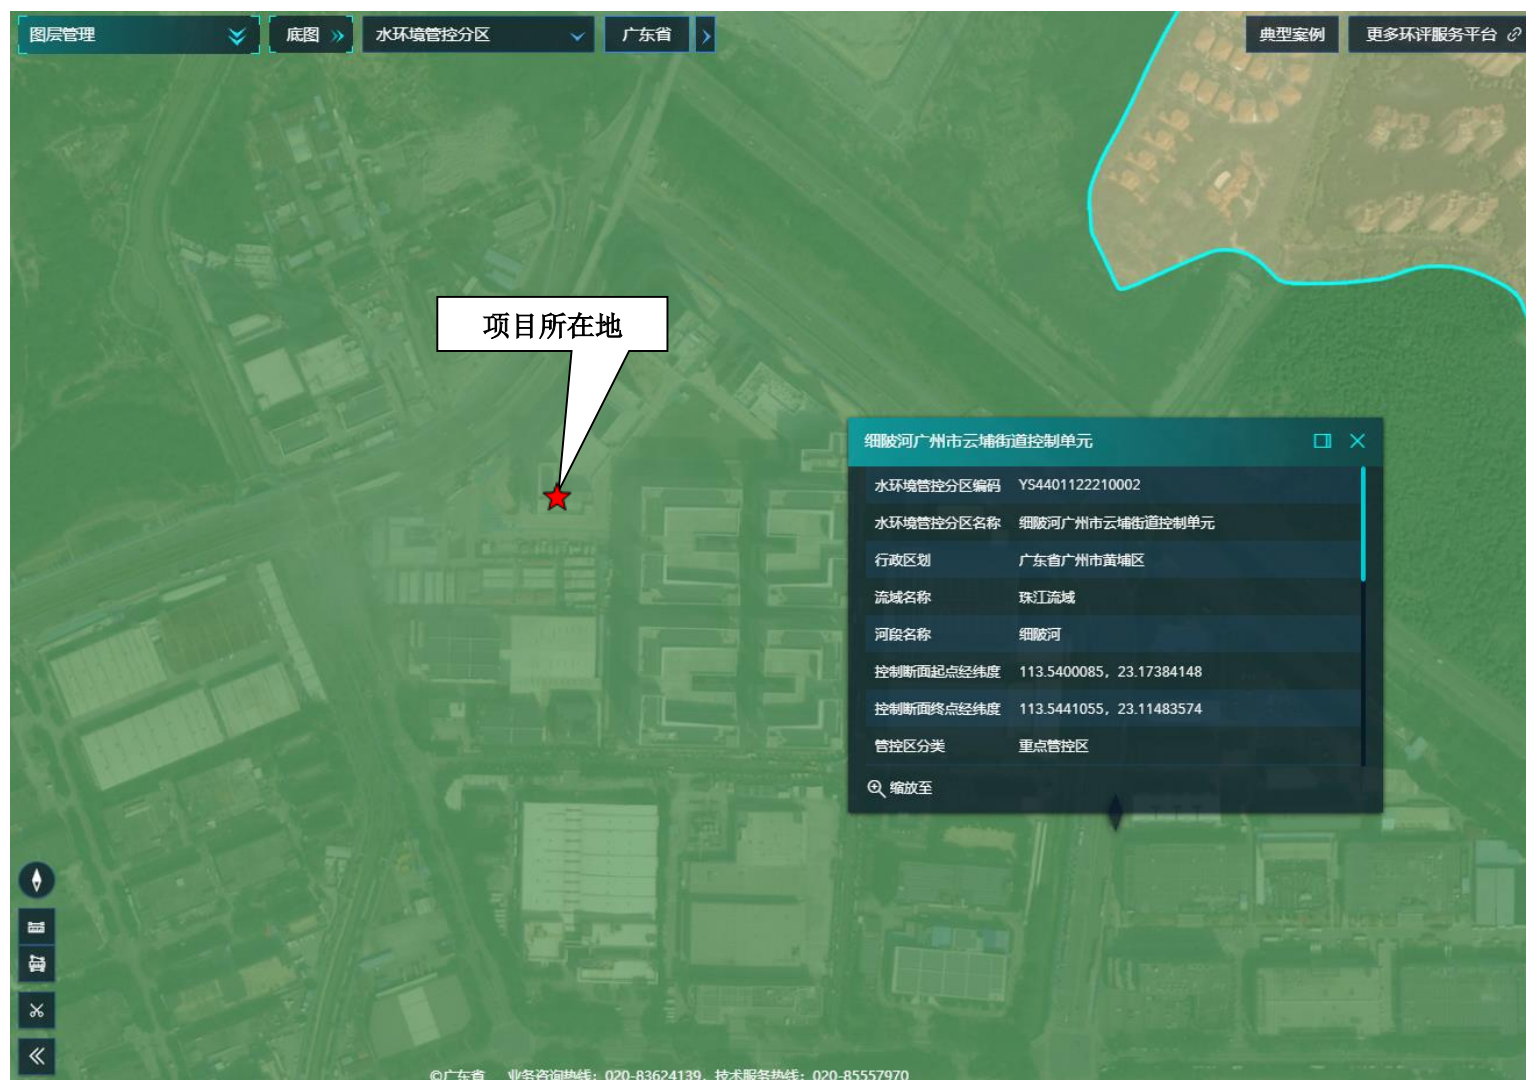 图层管理
底图
水环境管控分区
广东省
典型案例
更多环评服务平台
项目所在地
细陂河广州市云埔街道控制单元
水环境管控分区编码 YS4401122210002
水环境管控分区名称 细陂河广州市云埔街道控制单元
行政区划 广东省广州市黄埔区
流域名称 珠江流域
河段名称 细陂河
控制断面起点经纬度 113.5400085，23.17384148
控制断面终点经纬度 113.5441055，23.11483574
管控区分类 重点管控区
缩放至
©广东省 业务咨询热线：020-83624139，技术服务热线：020-85557970